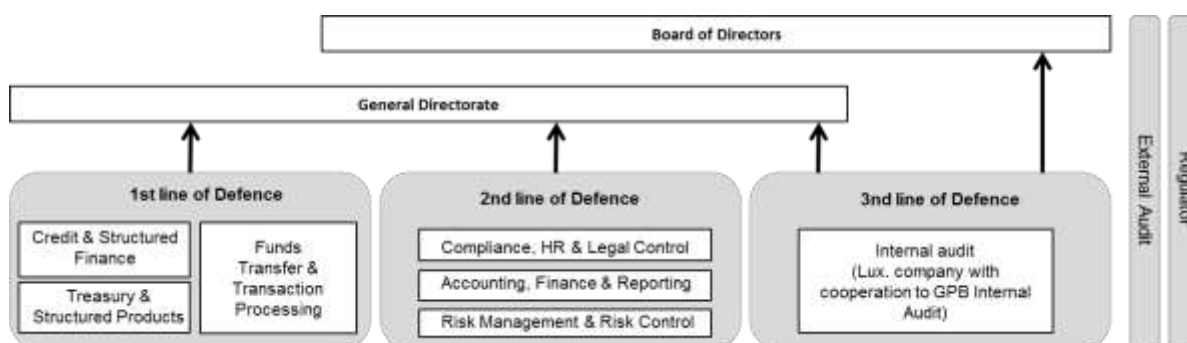 Board of Directors
General Directorate
1st line of Defence
Credit & Structured
Finance
Treasury &
Structured Products
Funds
Transfer &
Transaction
Processing
2nd line of Defence
Compliance, HR & Legal Control
Accounting, Finance & Reporting
Risk Management & Risk Control
3nd line of Defence
Internal audit
(Lux. company with
cooperation to GPB Internal
Audit)
External Audit
Regulator